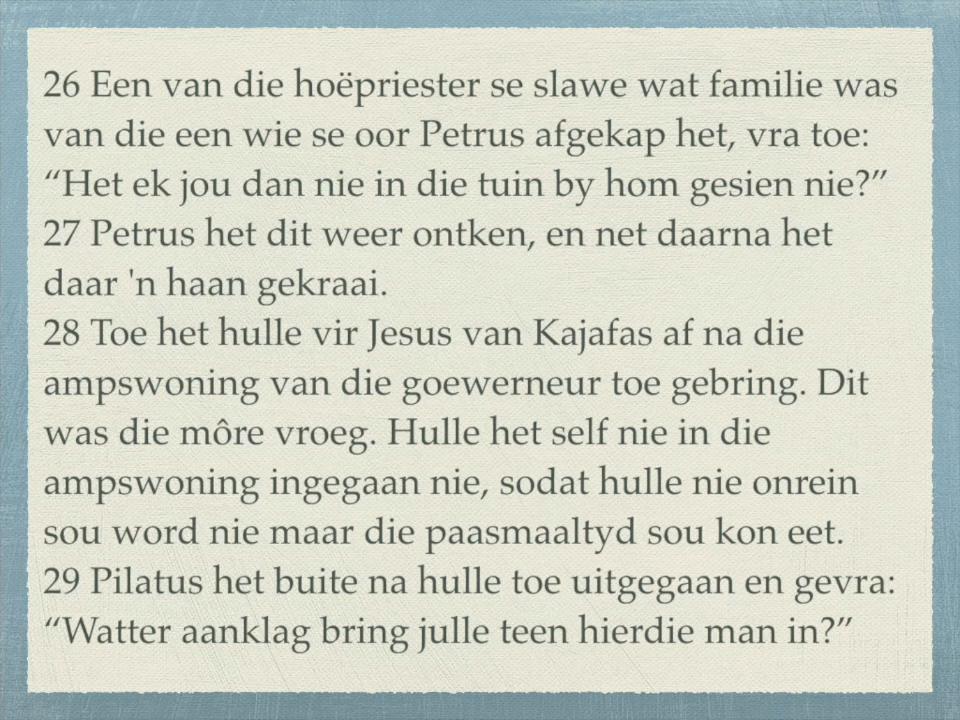 26 Een van die hoëpriester se slawe wat familie was
van die een wie se oor Petrus afgekap het, vra toe:
“Het ek jou dan nie in die tuin by hom gesien nie?”
27 Petrus het dit weer ontken, en net daarna het
daar 'n haan gekraai.
28 Toe het hulle vir Jesus van Kajafas af na die
ampswoning van die goewerneur toe gebring. Dit
was die môre vroeg. Hulle het self nie in die
ampswoning ingegaan nie, sodat hulle nie onrein
sou word nie maar die paasmaaltyd sou kon eet.
29 Pilatus het buite na hulle toe uitgegaan en gevra:
“Watter aanklag bring julle teen hierdie man in?”